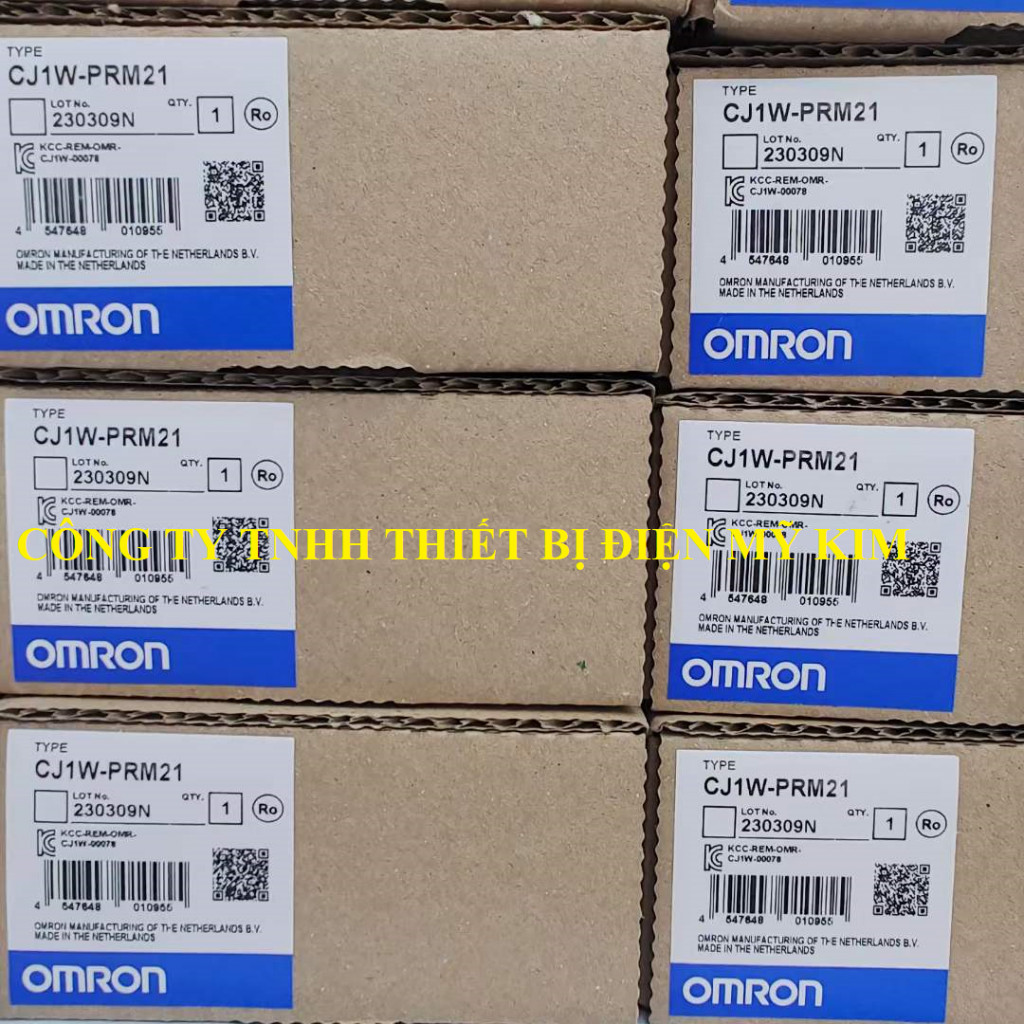 TYPE
CJ1W-PRM21
LOT No.
230309N
QTY.
1
Ro
KCC-REM-OMR-
CJ1W-00078
4 547648 010955
OMRON MANUFACTURING OF THE NETHERLANDS B.V.
MADE IN THE NETHERLANDS
OMRON
TYPE
CJ1W-PRM21
LOT No.
230309N
QTY.
1
Ro
KCC-REM-OMR-
CJ1W-00078
4 547648 010955
OMRON MANUFACTURING OF THE NETHERLANDS B.V.
MADE IN THE NETHERLANDS
OMRON
TYPE
CJ1W-PRM21
LOT No.
230309N
QTY.
1
Ro
KCC-REM-OMR-
CJ1W-00078
4 547648 010955
OMRON MANUFACTURING OF THE NETHERLANDS B.V.
MADE IN THE NETHERLANDS
OMRON
TYPE
CJ1W-PRM21
LOT No.
230309N
QTY.
1
Ro
KCC-REM-OMR-
CJ1W-00078
4 547648 010955
OMRON MANUFACTURING OF THE NETHERLANDS B.V.
MADE IN THE NETHERLANDS
OMRON
CÔNG TY TNHH THIẾT BỊ ĐIỆN MỸ KIM
TYPE
CJ1W-PRM21
LOT No.
230309N
QTY.
1
Ro
KCC-REM-OMR-
CJ1W-00078
4 547648 010955
OMRON MANUFACTURING OF THE NETHERLANDS B.V.
MADE IN THE NETHERLANDS
OMRON
TYPE
CJ1W-PRM21
LOT No.
230309N
QTY.
1
Ro
KCC-REM-OMR-
CJ1W-00078
4 547648 010955
OMRON MANUFACTURING OF THE NETHERLANDS B.V.
MADE IN THE NETHERLANDS
OMRON